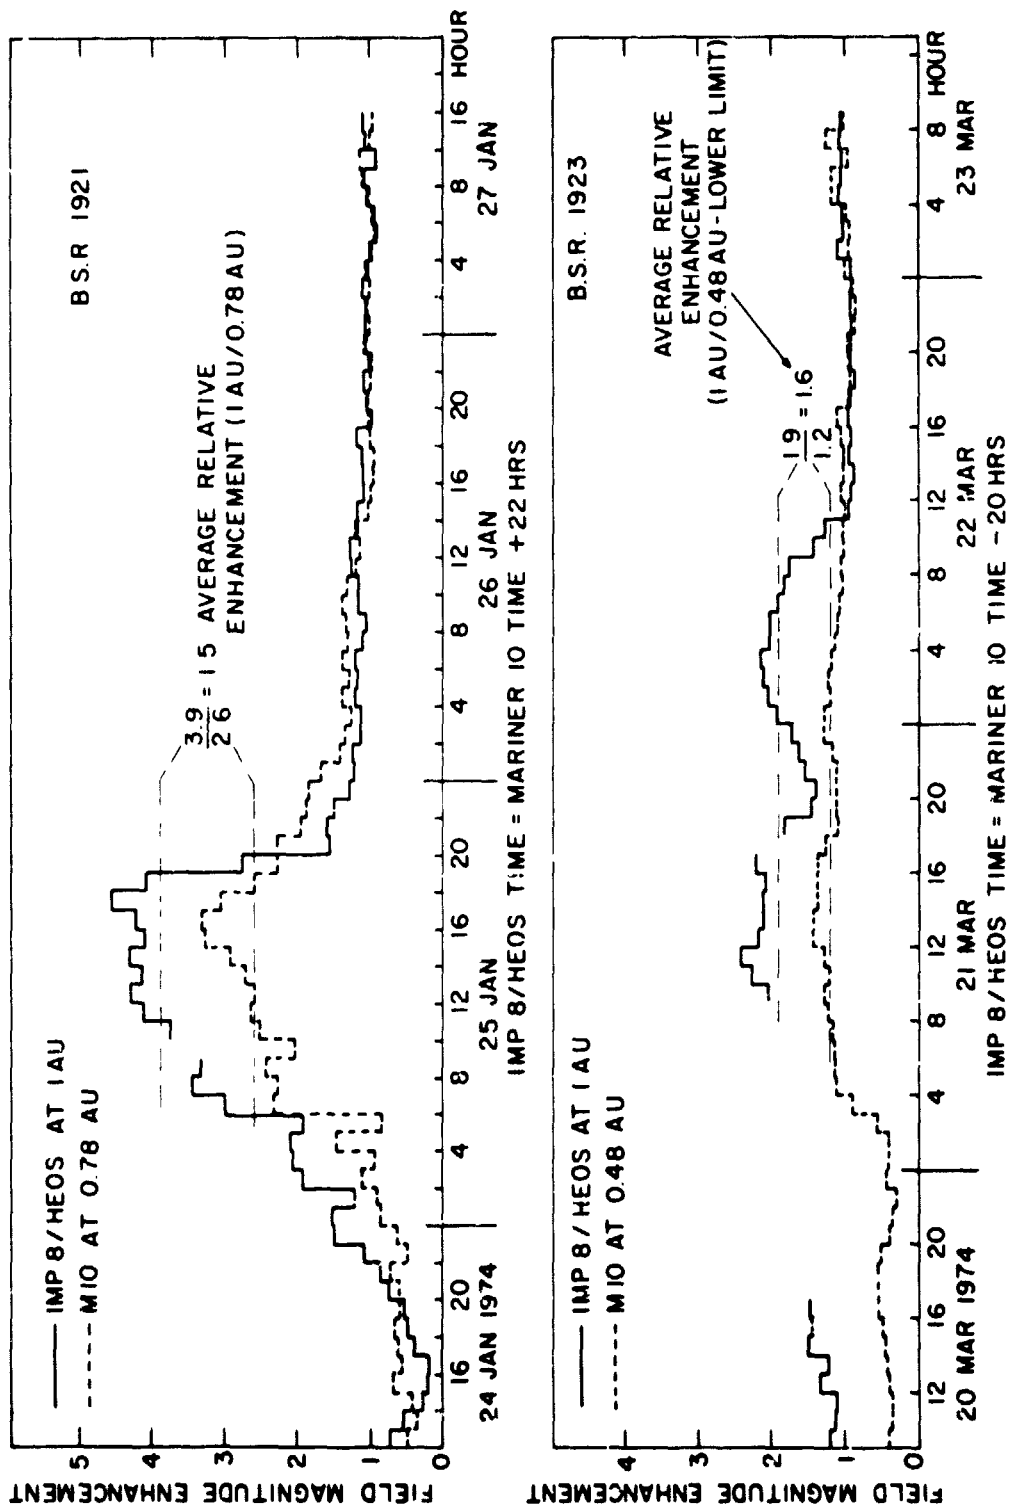 FIELD MAGNITUDE ENHANCEMENT
5
4
3
2
1
0
IMP 8/HEOS AT 1 AU
M10 AT 0.78 AU
B.S.R 1921
3.9
2 6
= 1 5 AVERAGE RELATIVE
ENHANCEMENT (1 AU/0.78 AU)
16 20 4 8 12 16 20 4 8 12 16 20 4 8 16 HOUR
24 JAN 1974 25 JAN 26 JAN 27 JAN
IMP 8/HEOS TIME = MARINER 10 TIME +22 HRS
FIELD MAGNITUDE ENHANCEMENT
4
3
2
1
0
IMP 8/HEOS AT 1 AU
M10 AT 0.48 AU
B.S.R. 1923
AVERAGE RELATIVE
ENHANCEMENT
(1 AU/0.48 AU-LOWER LIMIT)
1 9
1.2
= 1.6
12 16 20 4 8 12 16 20 4 8 12 16 20 4 8 HOUR
20 MAR 1974 21 MAR 22 MAR 23 MAR
IMP 8/HEOS TIME = MARINER 10 TIME -20 HRS